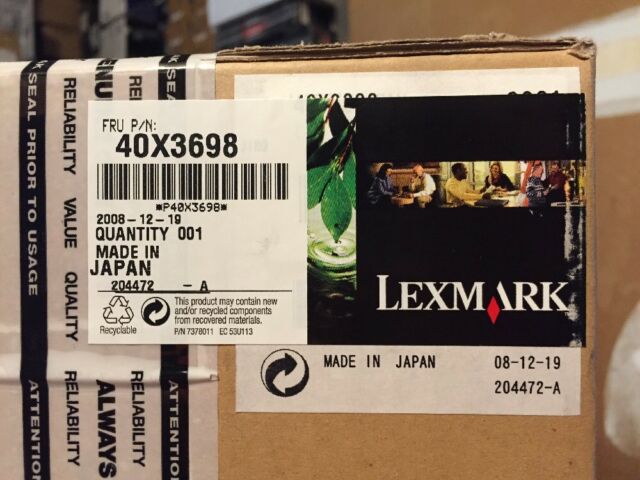 FRU P/N:
40X3698
*P40X3698*
2008-12-19
QUANTITY 001
MADE IN
JAPAN
204472 - A
Recyclable
This product may contain new
and/or recycled components
from recovered materials.
P/N 7378011 EC 53U113
LEXMARK
MADE IN JAPAN 08-12-19
204472-A
SEAL PRIOR TO USAGE
RELIABILITY VALUE QUALITY
RELIABILITY
ATTENTION
RELIABILITY
ALWAYS
RELIABILITY
ATTENTION